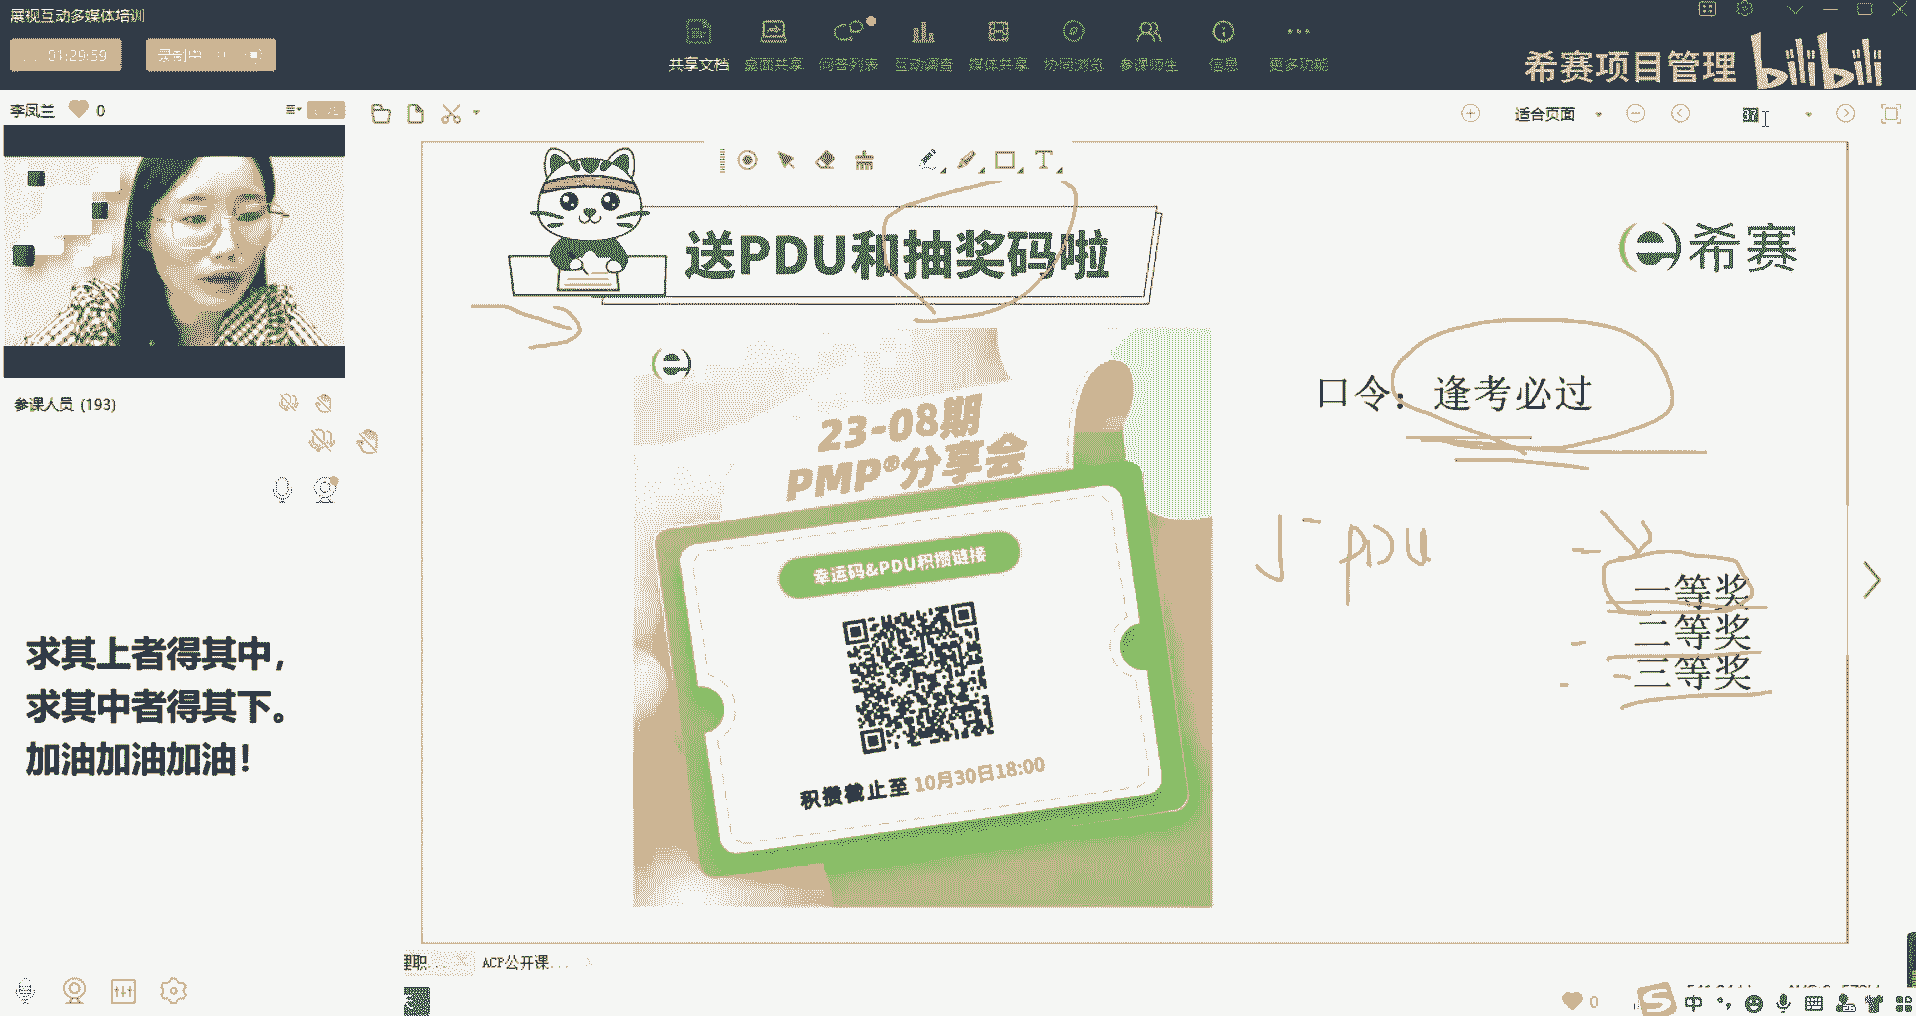 展视互动多媒体培训
01:29:59
录制中
共享文档 桌面共享 问答列表 互动调查 媒体共享 协同浏览 参课师生 信息 更多功能
希赛项目管理 bilibili
李凤兰 0
适合页面
37
参课人员 (193)
求其上者得其中,
求其中者得其下。
加油加油加油!
送PDU和抽奖码啦
希赛
23-08期
PMP®分享会
幸运码&PDU积攒链接
积攒截止至 10月30日18:00
口令：逢考必过
pdu
一等奖
二等奖
三等奖
理职... ACP公开课...
0
中